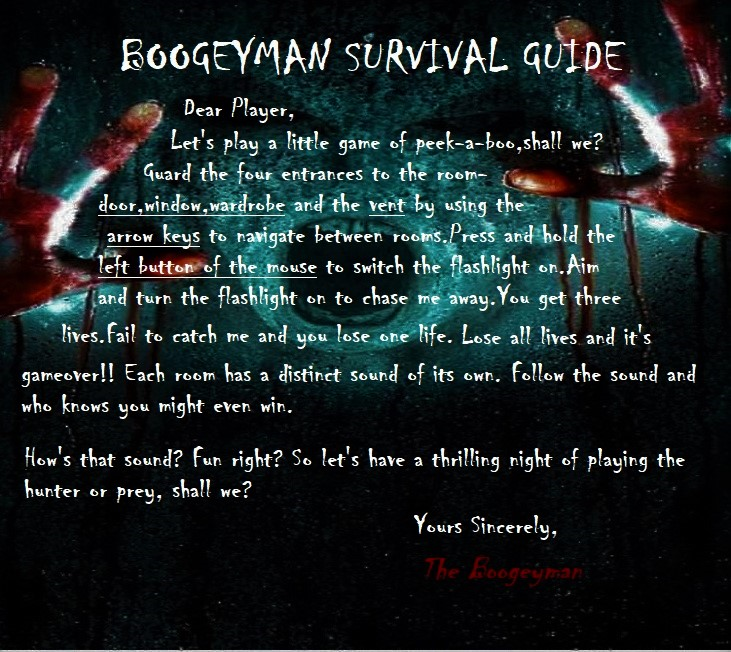 BOOGEYMAN SURVIVAL GUIDE
Dear Player,
Let's play a little game of peek-a-boo,shall we?
Guard the four entrances to the room-
door,window,wardrobe and the vent by using the
arrow keys to navigate between rooms.Press and hold the
left button of the mouse to switch the flashlight on.Aim
and turn the flashlight on to chase me away.You get three
lives.Fail to catch me and you lose one life. Lose all lives and it's
gameover!! Each room has a distinct sound of its own. Follow the sound and
who knows you might even win.
How's that sound? Fun right? So let's have a thrilling night of playing the
hunter or prey, shall we?
Yours Sincerely,
The Boogeyman